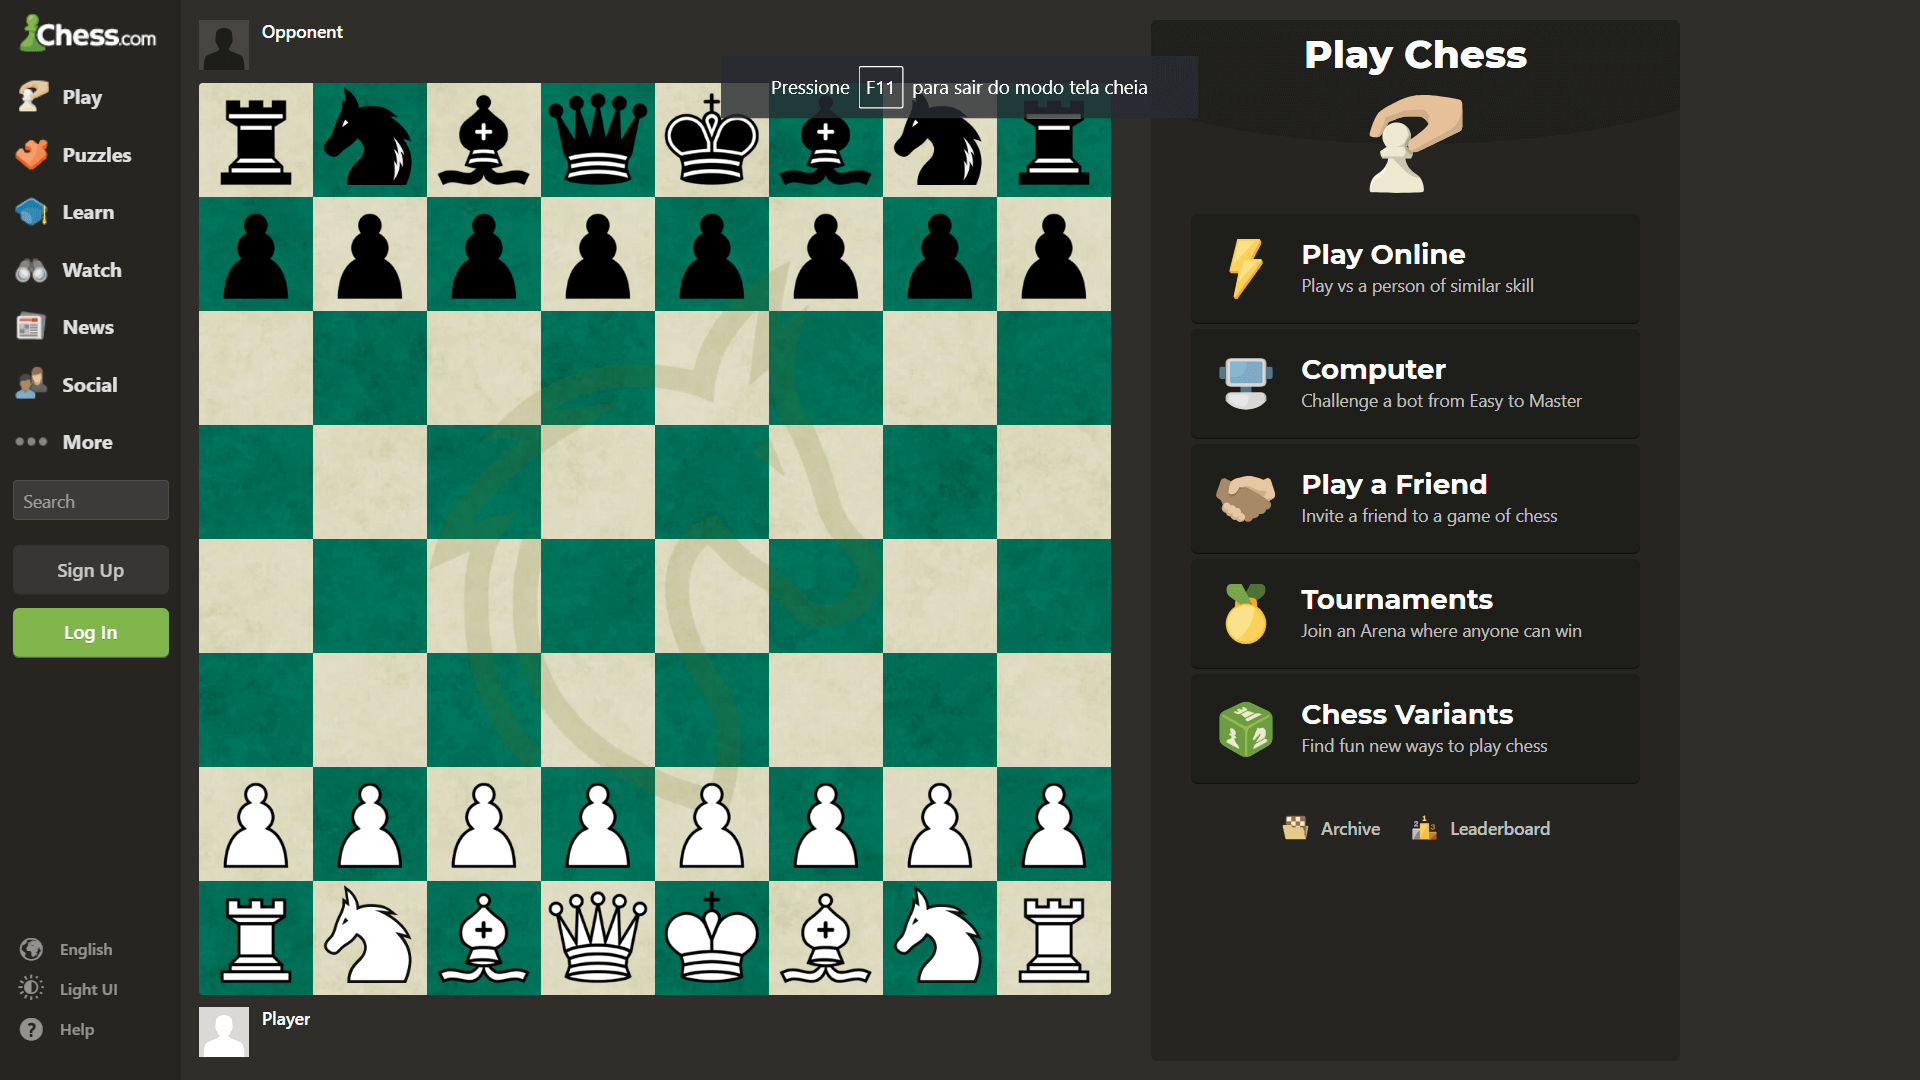 Chess.com
Play
Puzzles
Learn
Watch
News
Social
More
Search
Sign Up
Log In
English
Light UI
Help
Opponent
Pressione F11 para sair do modo tela cheia
Player
Play Chess
Play Online
Play vs a person of similar skill
Computer
Challenge a bot from Easy to Master
Play a Friend
Invite a friend to a game of chess
Tournaments
Join an Arena where anyone can win
Chess Variants
Find fun new ways to play chess
Archive
Leaderboard